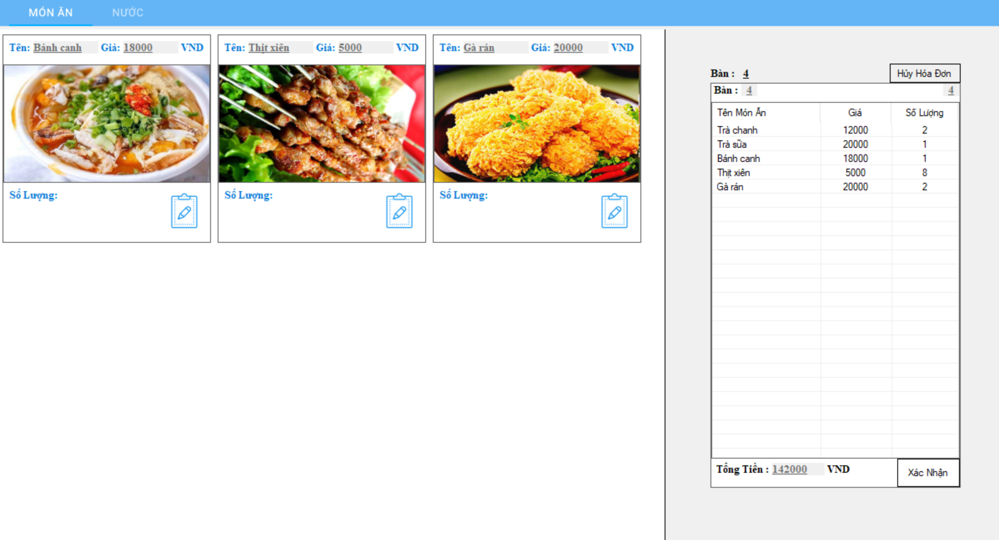 MÓN ĂN NƯỚC
Tên: Bánh canh Giá: 18000 VND
Số Lượng:
Tên: Thịt xiên Giá: 5000 VND
Số Lượng:
Tên: Gà rán Giá: 20000 VND
Số Lượng:
Bàn : 4 Hủy Hóa Đơn
Bàn : 4 4
Tên Món Ăn Giá Số Lượng
Trà chanh 12000 2
Trà sữa 20000 1
Bánh canh 18000 1
Thịt xiên 5000 8
Gà rán 20000 2
Tổng Tiền : 142000 VND Xác Nhận